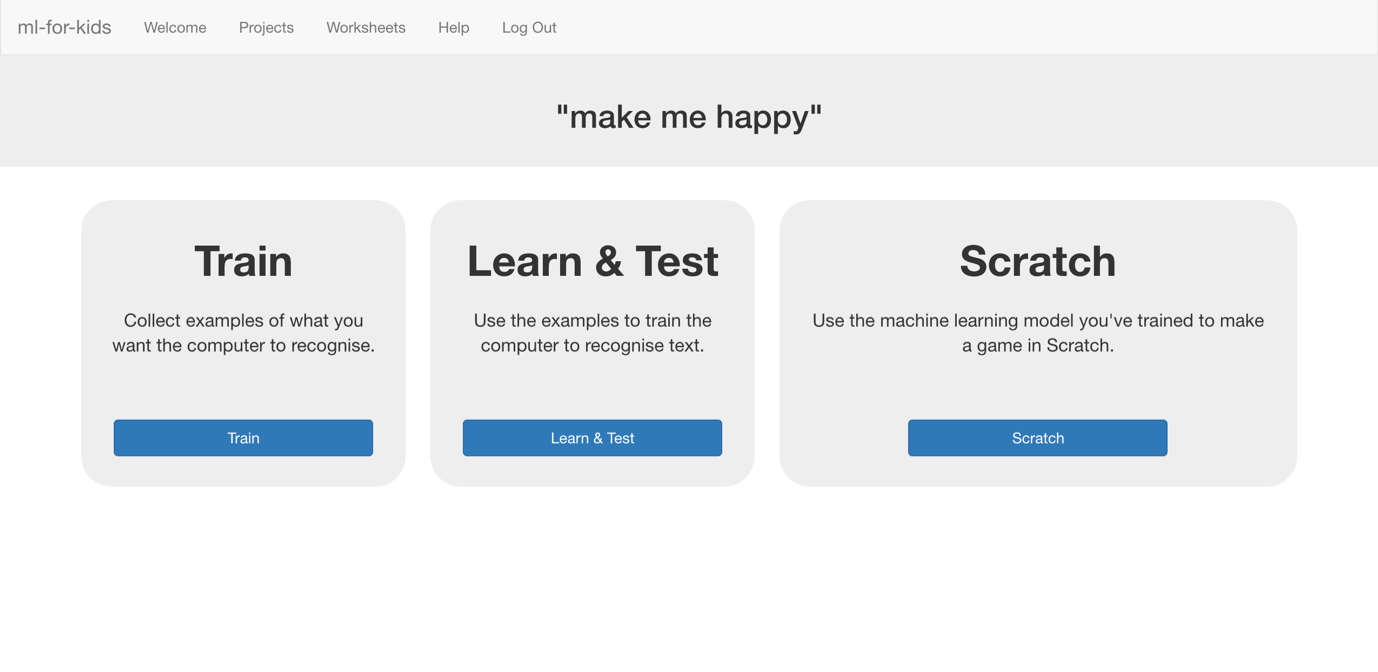 ml-for-kids Welcome Projects Worksheets Help Log Out
"make me happy"
Train
Collect examples of what you
want the computer to recognise.
Train
Learn & Test
Use the examples to train the
computer to recognise text.
Learn & Test
Scratch
Use the machine learning model you've trained to make
a game in Scratch.
Scratch